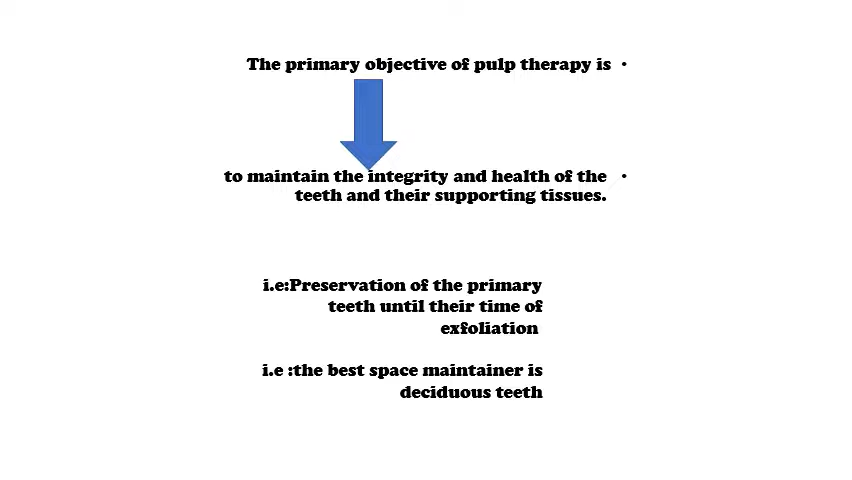 The primary objective of pulp therapy is •
to maintain the integrity and health of the •
teeth and their supporting tissues.
i.e:Preservation of the primary
teeth until their time of
exfoliation
i.e :the best space maintainer is
deciduous teeth